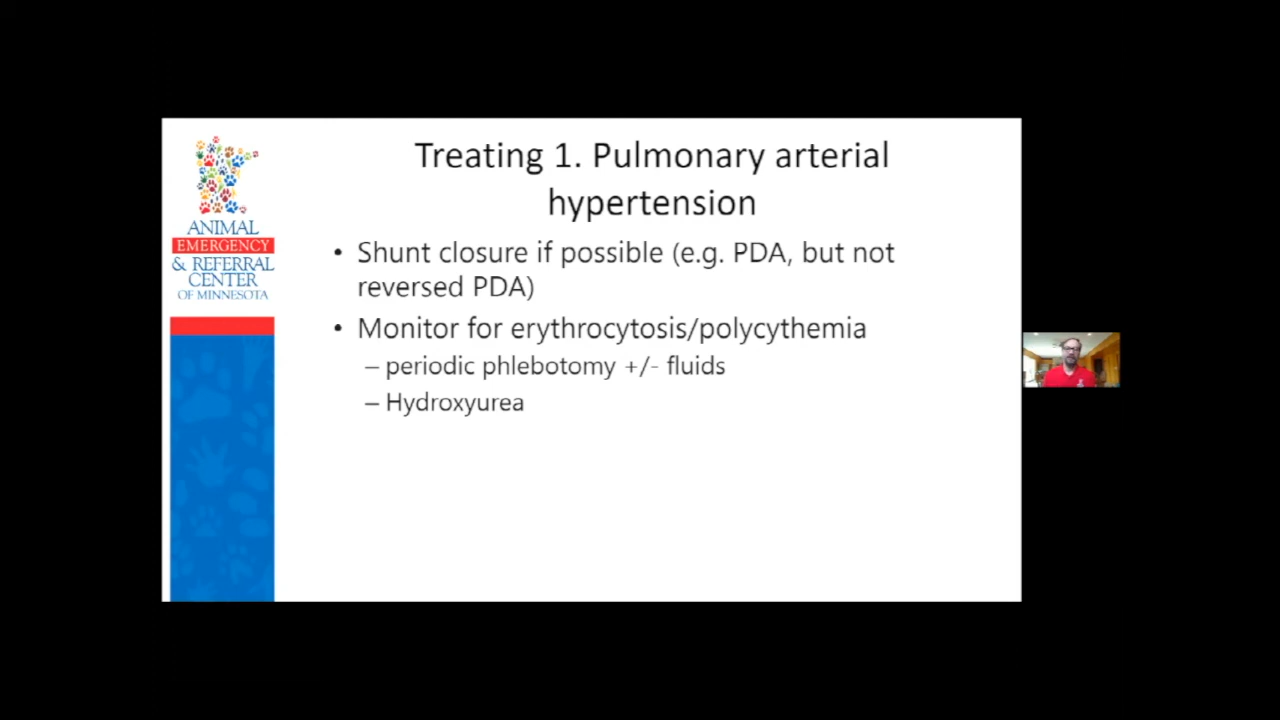 Treating 1. Pulmonary arterial
hypertension
ANIMAL
EMERGENCY
& REFERRAL
CENTER
OF MINNESOTA
• Shunt closure if possible (e.g. PDA, but not
reversed PDA)
• Monitor for erythrocytosis/polycythemia
– periodic phlebotomy +/- fluids
– Hydroxyurea